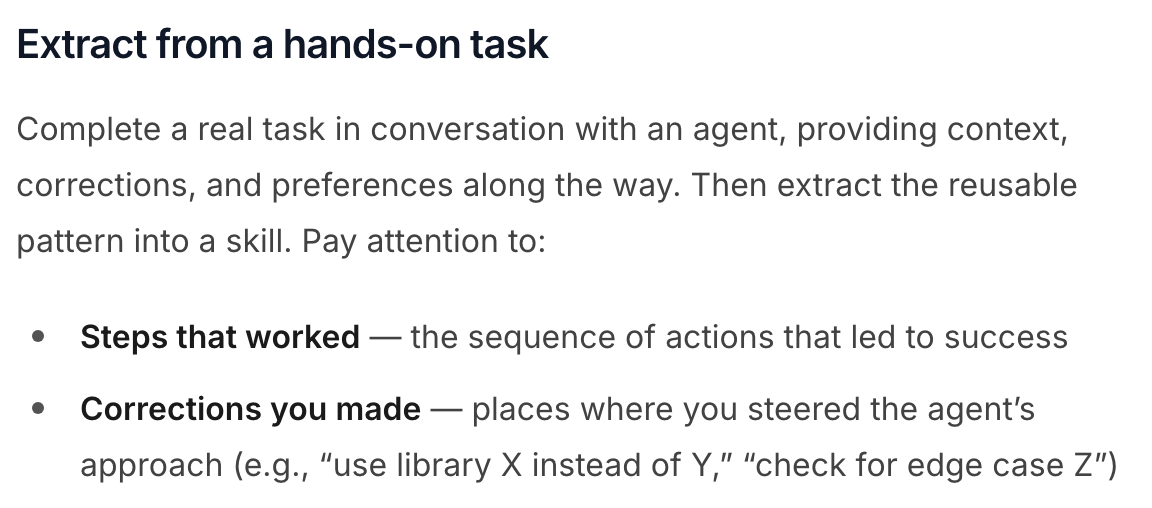 Extract from a hands-on task
Complete a real task in conversation with an agent, providing context,
corrections, and preferences along the way. Then extract the reusable
pattern into a skill. Pay attention to:
• Steps that worked — the sequence of actions that led to success
• Corrections you made — places where you steered the agent’s
approach (e.g., “use library X instead of Y,” “check for edge case Z”)